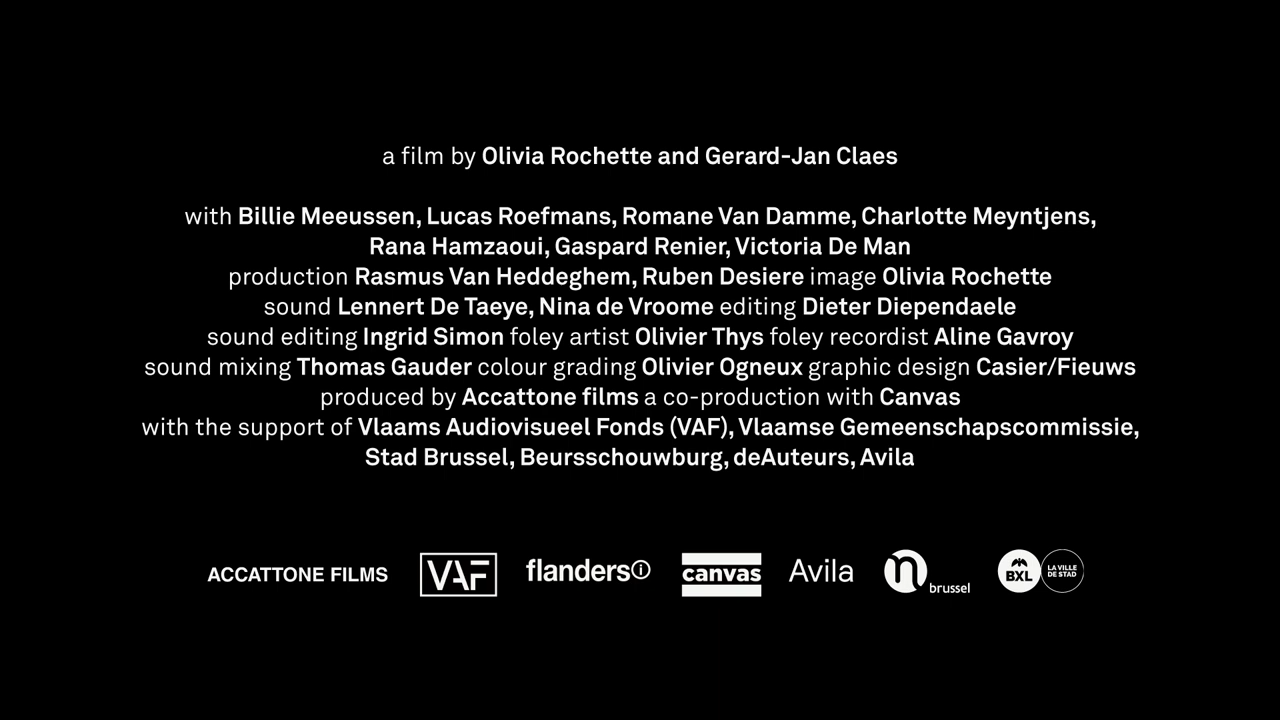 a film by Olivia Rochette and Gerard-Jan Claes
with Billie Meeussen, Lucas Roefmans, Romane Van Damme, Charlotte Meyntjens,
Rana Hamzaoui, Gaspard Renier, Victoria De Man
production Rasmus Van Heddeghem, Ruben Desiere image Olivia Rochette
sound Lennert De Taeye, Nina de Vroome editing Dieter Diependaele
sound editing Ingrid Simon foley artist Olivier Thys foley recordist Aline Gavroy
sound mixing Thomas Gauder colour grading Olivier Ogneux graphic design Casier/Fieuws
produced by Accattone films a co-production with Canvas
with the support of Vlaams Audiovisueel Fonds (VAF), Vlaamse Gemeenschapscommissie,
Stad Brussel, Beursschouwburg, deAuteurs, Avila
ACCATTONE FILMS VAF flanders i canvas Avila n brussel BXL LA VILLE DE STAD